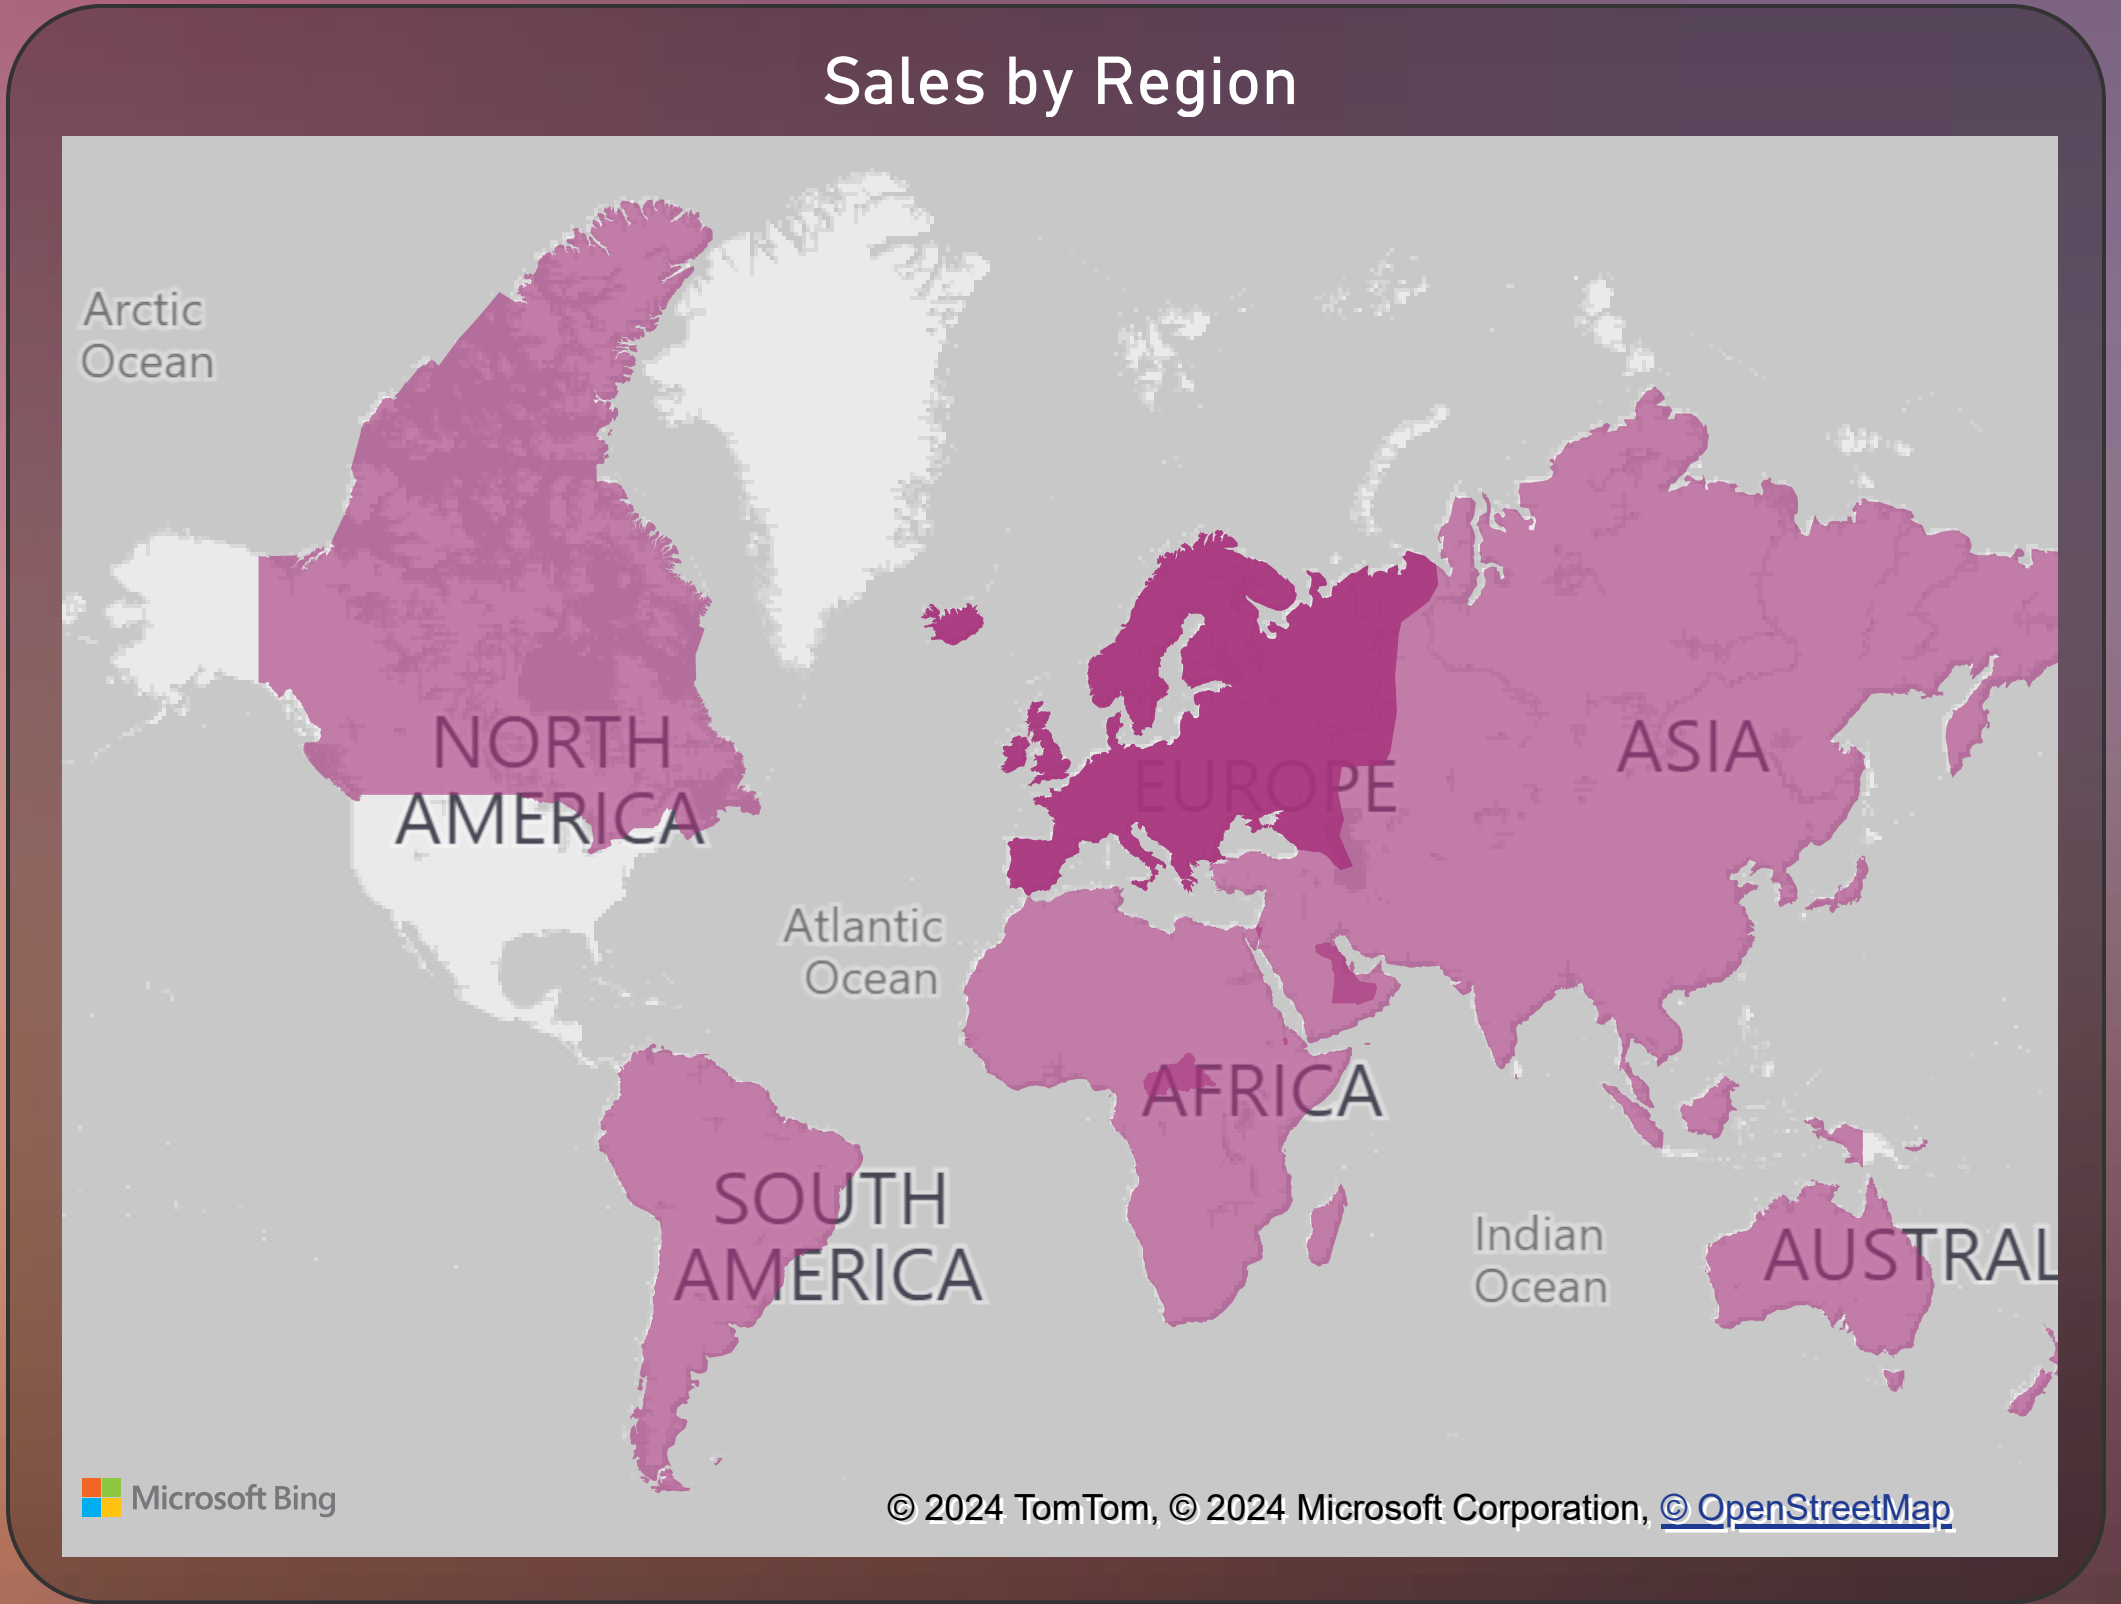 Sales by Region
Arctic
Ocean
NORTH
AMERICA
EUROPE
ASIA
Atlantic
Ocean
AFRICA
SOUTH
AMERICA
Indian
Ocean
AUSTRAL
Microsoft Bing
© 2024 TomTom, © 2024 Microsoft Corporation, © OpenStreetMap